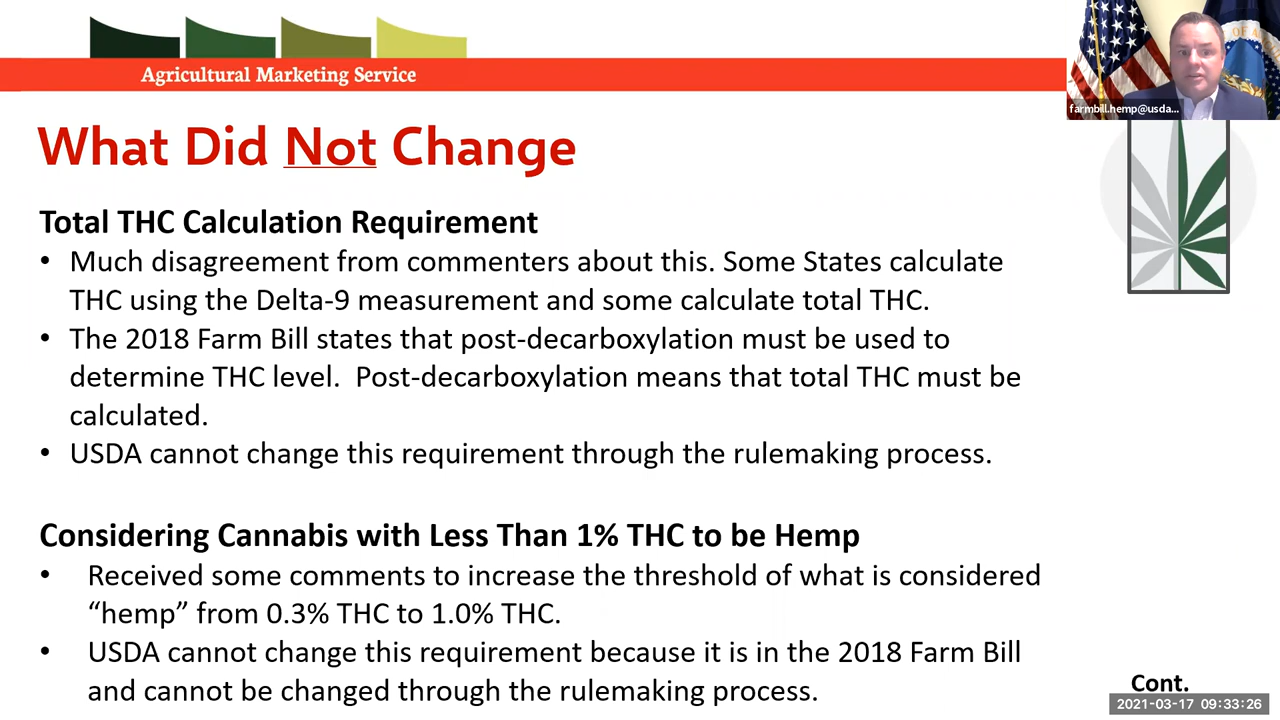 Agricultural Marketing Service
farmbill.hemp@usda...
What Did Not Change
Total THC Calculation Requirement
• Much disagreement from commenters about this. Some States calculate
THC using the Delta-9 measurement and some calculate total THC.
• The 2018 Farm Bill states that post-decarboxylation must be used to
determine THC level.  Post-decarboxylation means that total THC must be
calculated.
• USDA cannot change this requirement through the rulemaking process.
Considering Cannabis with Less Than 1% THC to be Hemp
• Received some comments to increase the threshold of what is considered
“hemp” from 0.3% THC to 1.0% THC.
• USDA cannot change this requirement because it is in the 2018 Farm Bill
and cannot be changed through the rulemaking process.
Cont.
2021-03-17 09:33:26